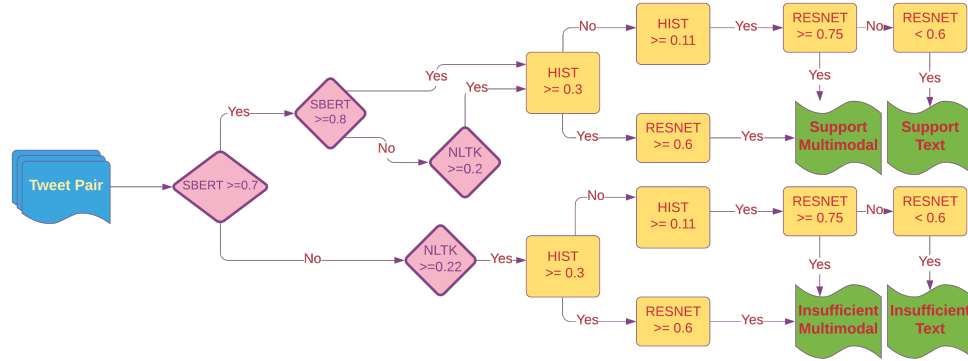 Tweet Pair
SBERT >=0.7
Yes
No
SBERT
>=0.8
Yes
No
NLTK
>=0.2
Yes
NLTK
>=0.22
Yes
HIST
>= 0.3
No
Yes
HIST
>= 0.11
Yes
RESNET
>= 0.75
No
RESNET
< 0.6
Yes
Yes
RESNET
>= 0.6
Yes
Support
Multimodal
Support
Text
HIST
>= 0.3
No
Yes
HIST
>= 0.11
Yes
RESNET
>= 0.75
No
RESNET
< 0.6
Yes
Yes
RESNET
>= 0.6
Yes
Insufficient
Multimodal
Insufficient
Text